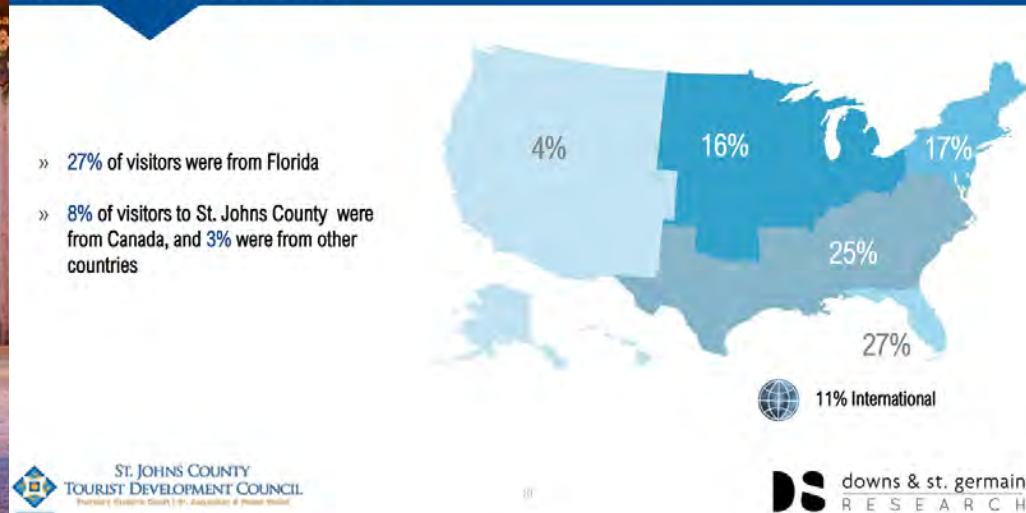 » 27% of visitors were from Florida
» 8% of visitors to St. Johns County were
from Canada, and 3% were from other
countries
4%
16%
17%
25%
27%
11% International
ST. JOHNS COUNTY
TOURIST DEVELOPMENT COUNCIL
downs & st. germain
RESEARCH